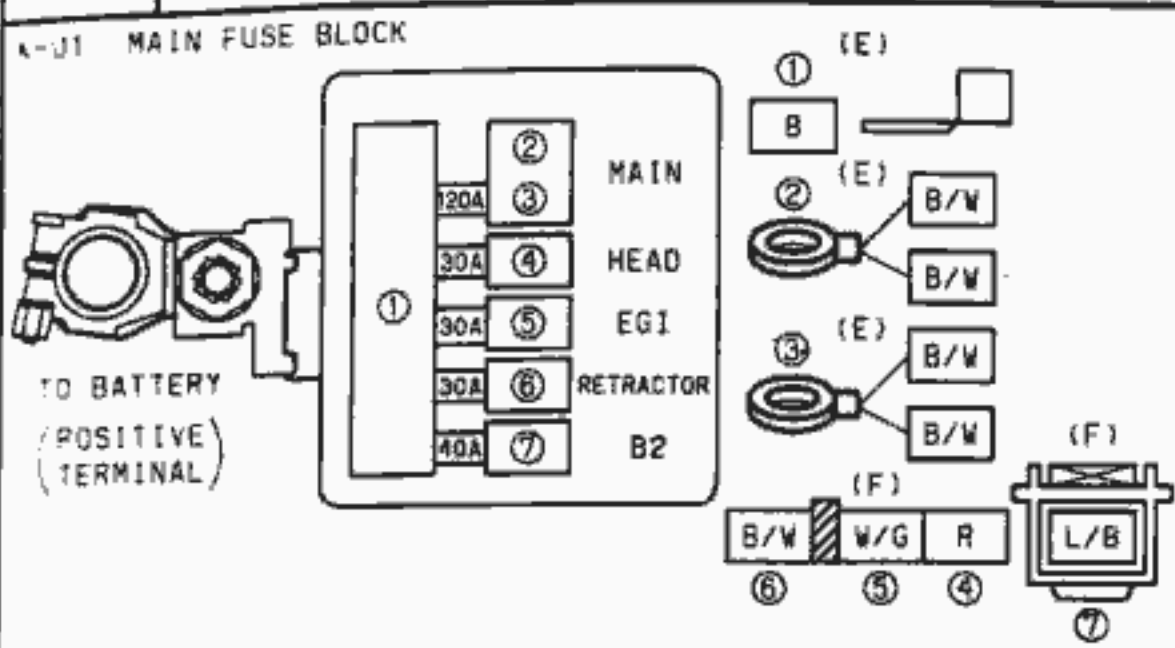 MAIN FUSE BLOCK
TO BATTERY
(POSITIVE
TERMINAL)
①
②
③
④
⑤
⑥
⑦
120A
30A
30A
30A
40A
MAIN
HEAD
EGI
RETRACTOR
B2
① (E)
B
② (E)
B/W
B/W
③ (E)
B/W
B/W
(F)
B/W W/G R
⑥ ⑤ ④
(F)
L/B
⑦